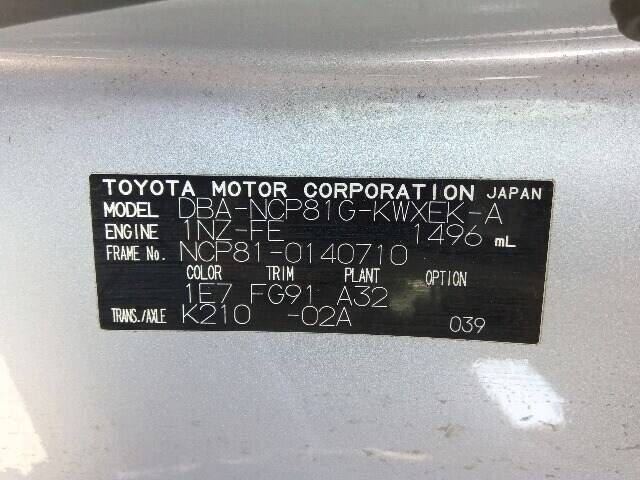 TOYOTA MOTOR CORPORATION JAPAN
MODEL DBA-NCP81G-KWXEK-A
ENGINE 1NZ-FE 1496 mL
FRAME No. NCP81-0140710
COLOR TRIM PLANT OPTION
1E7 FG91 A32
TRANS./AXLE K210 -02A 039